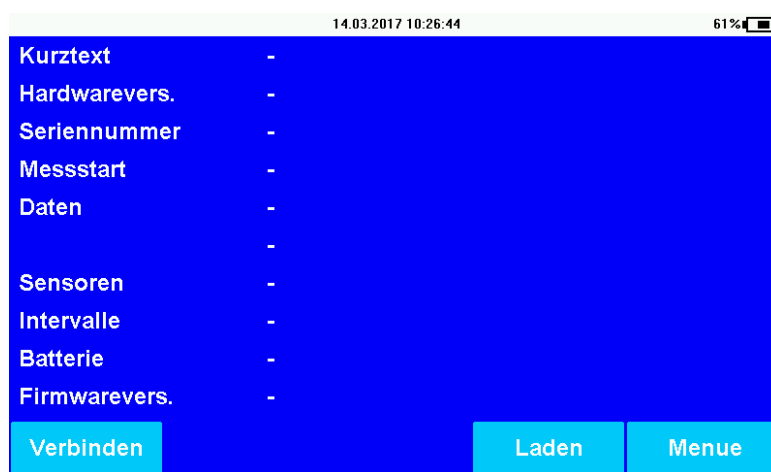 14.03.2017 10:26:44 61%
Kurztext -
Hardwarevers. -
Seriennummer -
Messstart -
Daten -
-
Sensoren -
Intervalle -
Batterie -
Firmwarevers. -
Verbinden Laden Menue